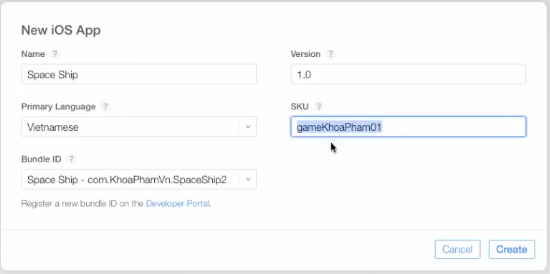 New iOS App
Name ?
Version ?
Space Ship
1.0
Primary Language ?
SKU ?
Vietnamese
gameKhoaPham01
Bundle ID ?
Space Ship - com.KhoaPhamVn.SpaceShip2
Register a new bundle ID on the Developer Portal.
Cancel
Create